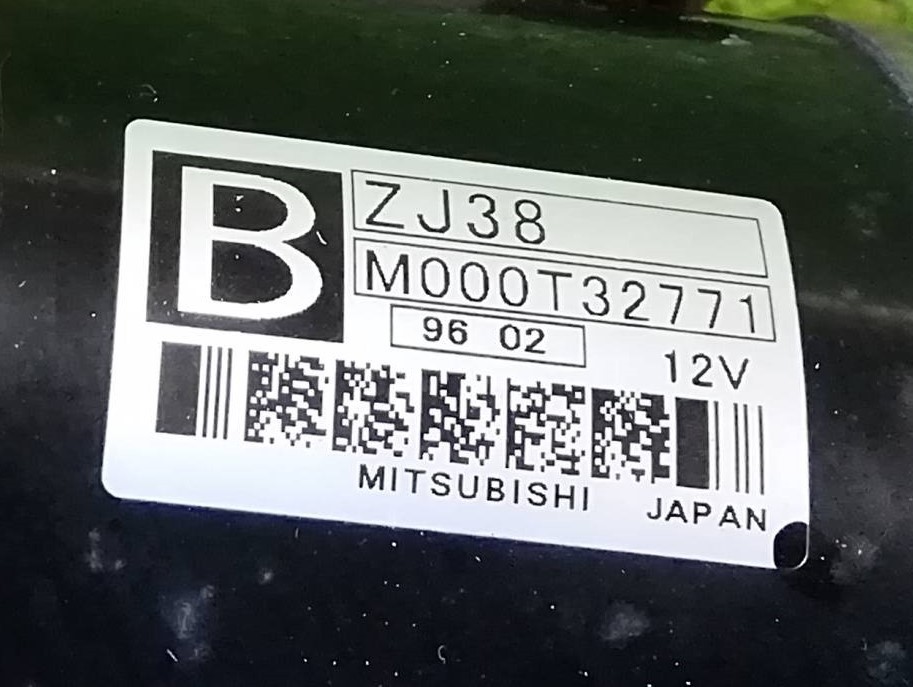 B
ZJ38
M000T32771
96 02
12V
MITSUBISHI JAPAN